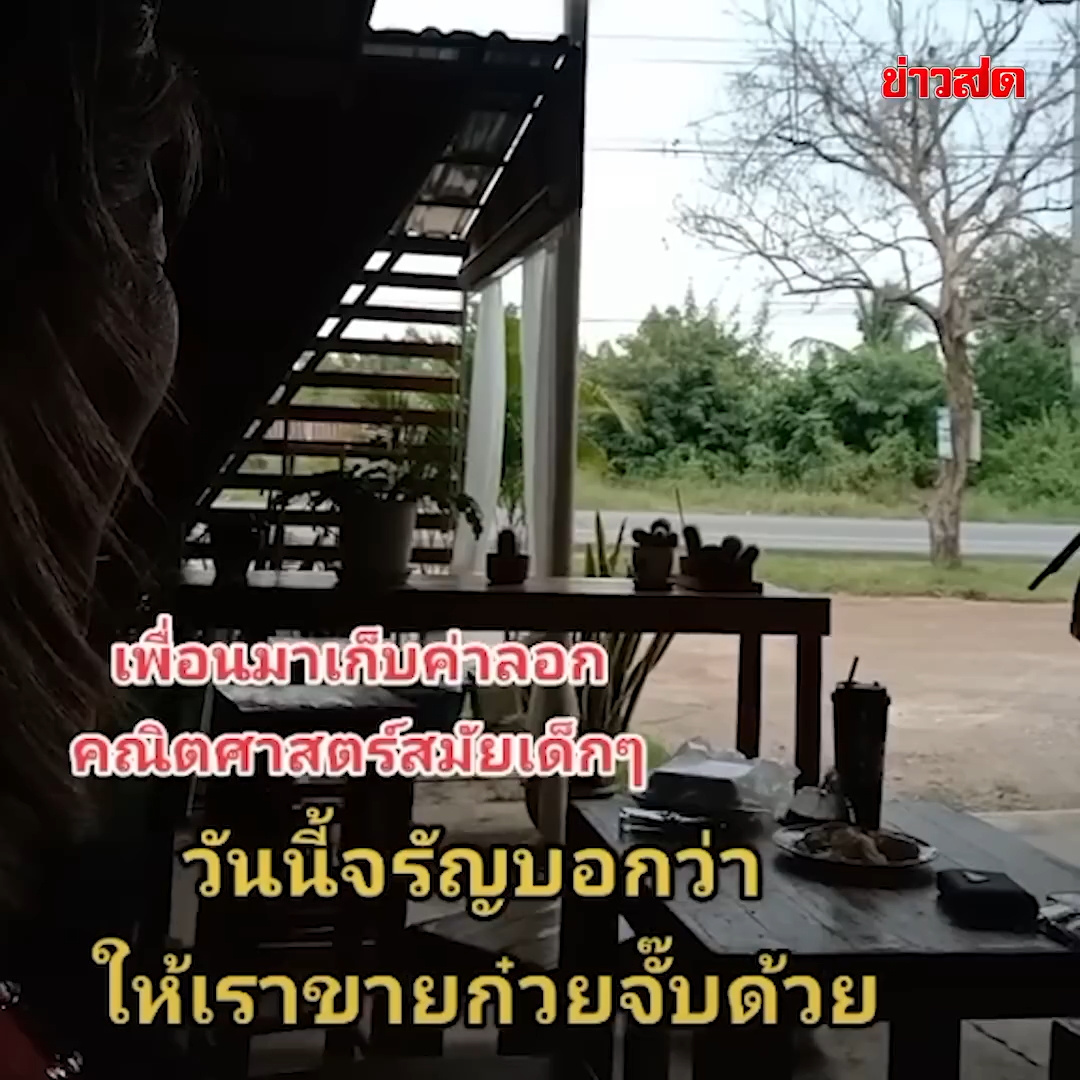 ข่าวสด
เพื่อนมาเก็บค่าลอก
คณิตศาสตร์สมัยเด็กๆ
วันนี้จรัญบอกว่า
ให้เราขายก๋วยจั๊บด้วย